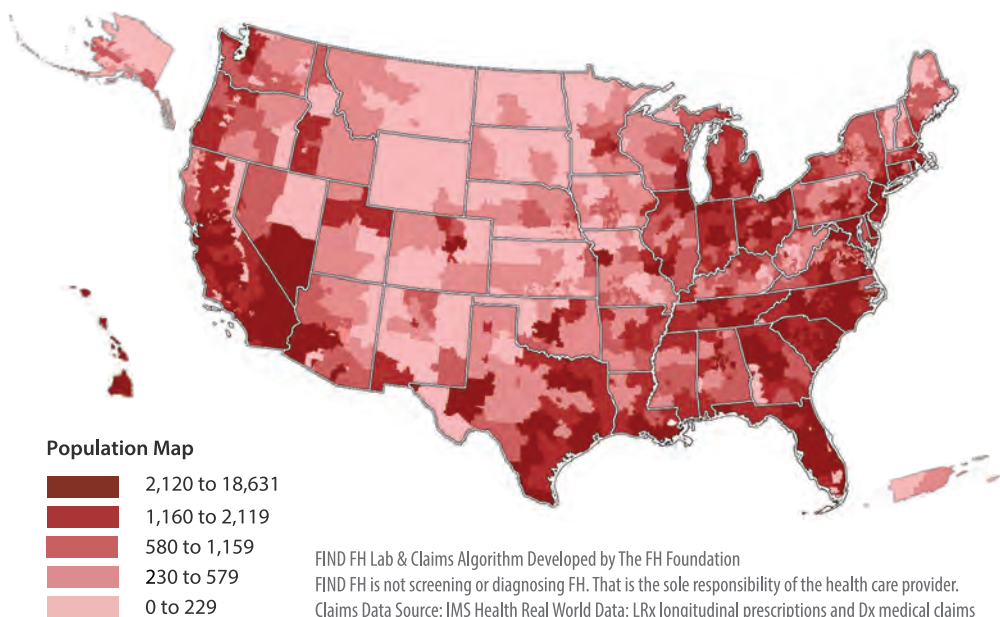 Population Map
2,120 to 18,631
1,160 to 2,119
580 to 1,159
230 to 579
0 to 229
FIND FH Lab & Claims Algorithm Developed by The FH Foundation
FIND FH is not screening or diagnosing FH. That is the sole responsibility of the health care provider.
Claims Data Source: IMS Health Real World Data: LRx longitudinal prescriptions and Dx medical claims